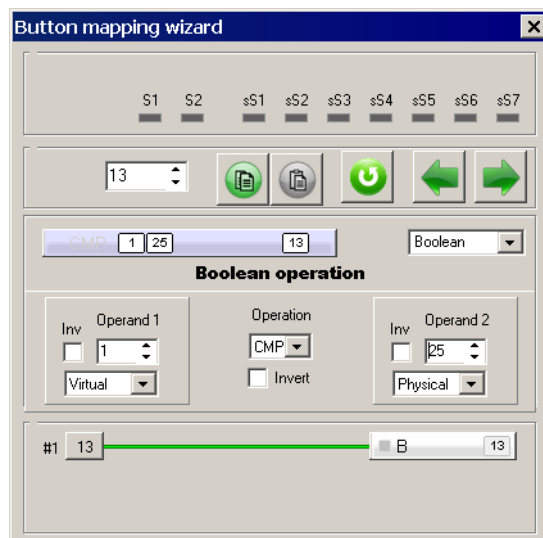 Button mapping wizard
S1 S2 sS1 sS2 sS3 sS4 sS5 sS6 sS7
13
CMP 1 25 13 Boolean
Boolean operation
Inv Operand 1 Operation Inv Operand 2
1 CMP 25
Virtual Invert Physical
#1 13 B 13